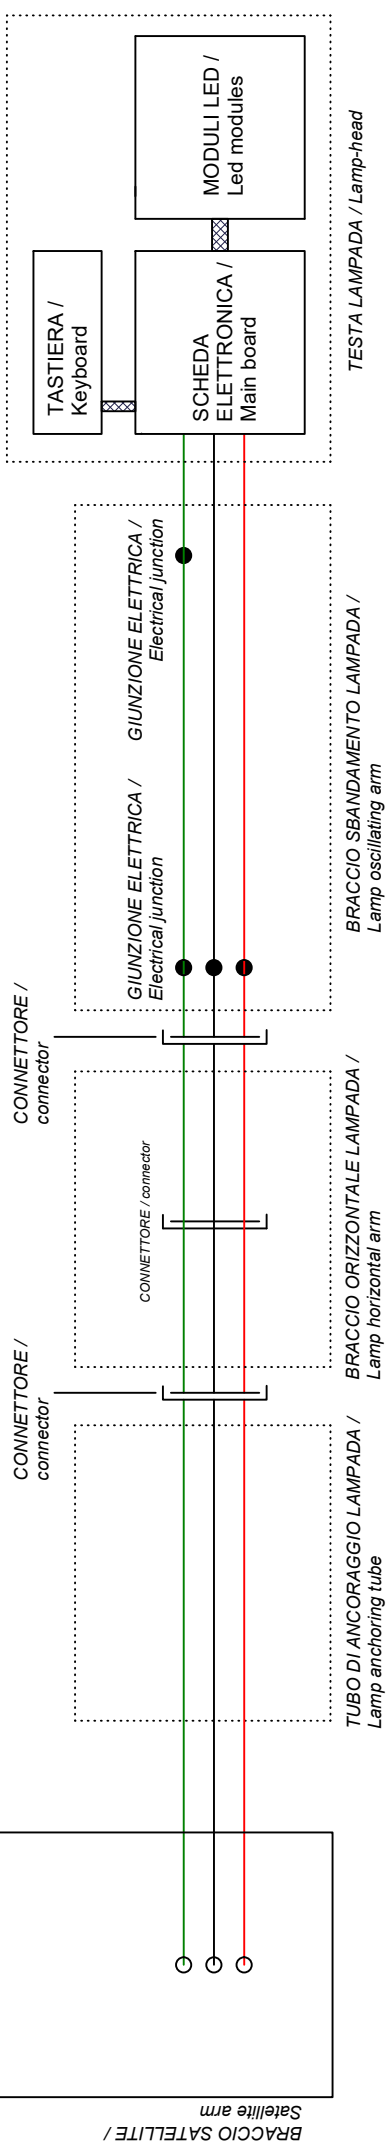 MODULI LED /
Led modules
TASTIERA /
Keyboard
SCHEDA
ELETTRONICA /
Main board
TESTA LAMPADA / Lamp-head
GIUNZIONE ELETTRICA /
Electrical junction
GIUNZIONE ELETTRICA /
Electrical junction
BRACCIO SBANDAMENTO LAMPADA /
Lamp oscillating arm
CONNETTORE /
connector
CONNETTORE / connector
BRACCIO ORIZZONTALE LAMPADA /
Lamp horizontal arm
CONNETTORE /
connector
TUBO DI ANCORAGGIO LAMPADA /
Lamp anchoring tube
BRACCIO SATELLITE /
Satellite arm